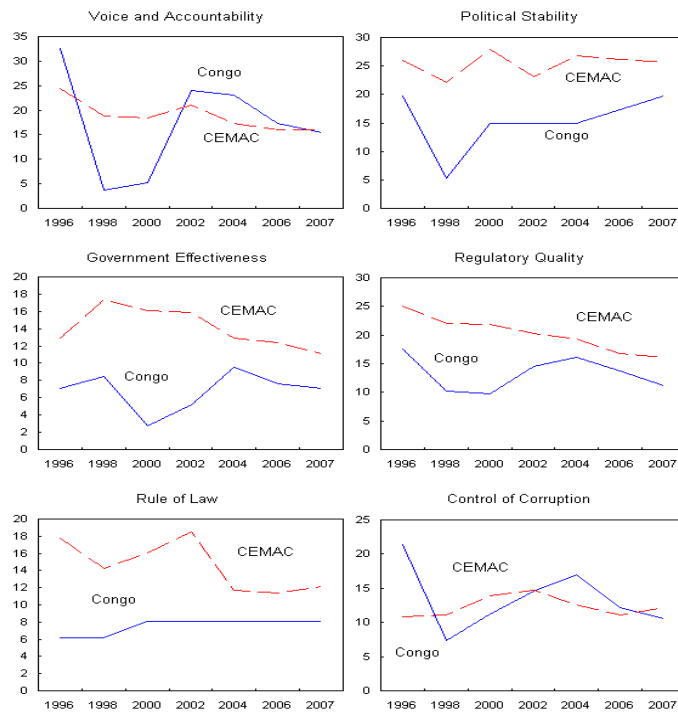 Voice and Accountability
35
30
25
20
15
10
5
0
Congo
CEMAC
1996 1998 2000 2002 2004 2006 2007
Political Stability
30
25
20
15
10
5
0
CEMAC
Congo
1996 1998 2000 2002 2004 2006 2007
Government Effectiveness
20
18
16
14
12
10
8
6
4
2
0
CEMAC
Congo
1996 1998 2000 2002 2004 2006 2007
Regulatory Quality
30
25
20
15
10
5
0
CEMAC
Congo
1996 1998 2000 2002 2004 2006 2007
Rule of Law
20
18
16
14
12
10
8
6
4
2
0
CEMAC
Congo
1996 1998 2000 2002 2004 2006 2007
Control of Corruption
25
20
15
10
5
0
CEMAC
Congo
1996 1998 2000 2002 2004 2006 2007